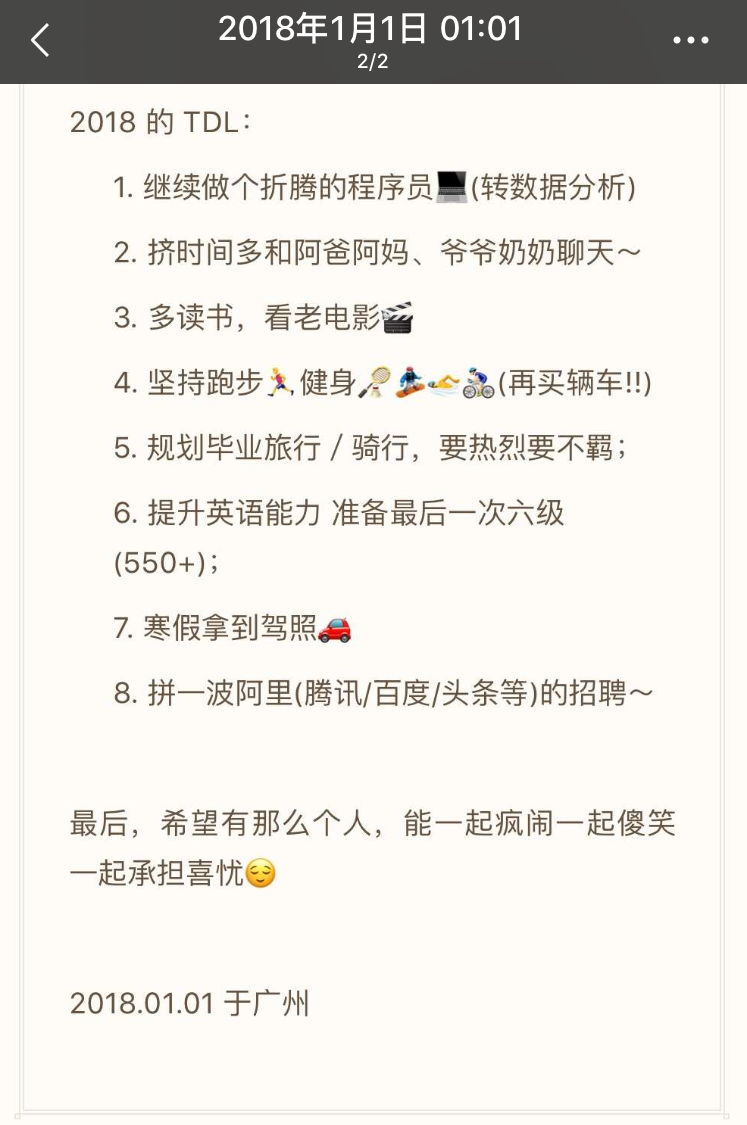 2018年1月1日 01:01
2/2
2018 的 TDL：
1. 继续做个折腾的程序员💻(转数据分析)
2. 挤时间多和阿爸阿妈、爷爷奶奶聊天～
3. 多读书，看老电影🎬
4. 坚持跑步🏃健身🏸🏂🏊🚴(再买辆车!!)
5. 规划毕业旅行 / 骑行，要热烈要不羁；
6. 提升英语能力 准备最后一次六级
(550+)；
7. 寒假拿到驾照🚗
8. 拼一波阿里(腾讯/百度/头条等)的招聘～
最后，希望有那么个人，能一起疯闹一起傻笑
一起承担喜忧😌
2018.01.01 于广州